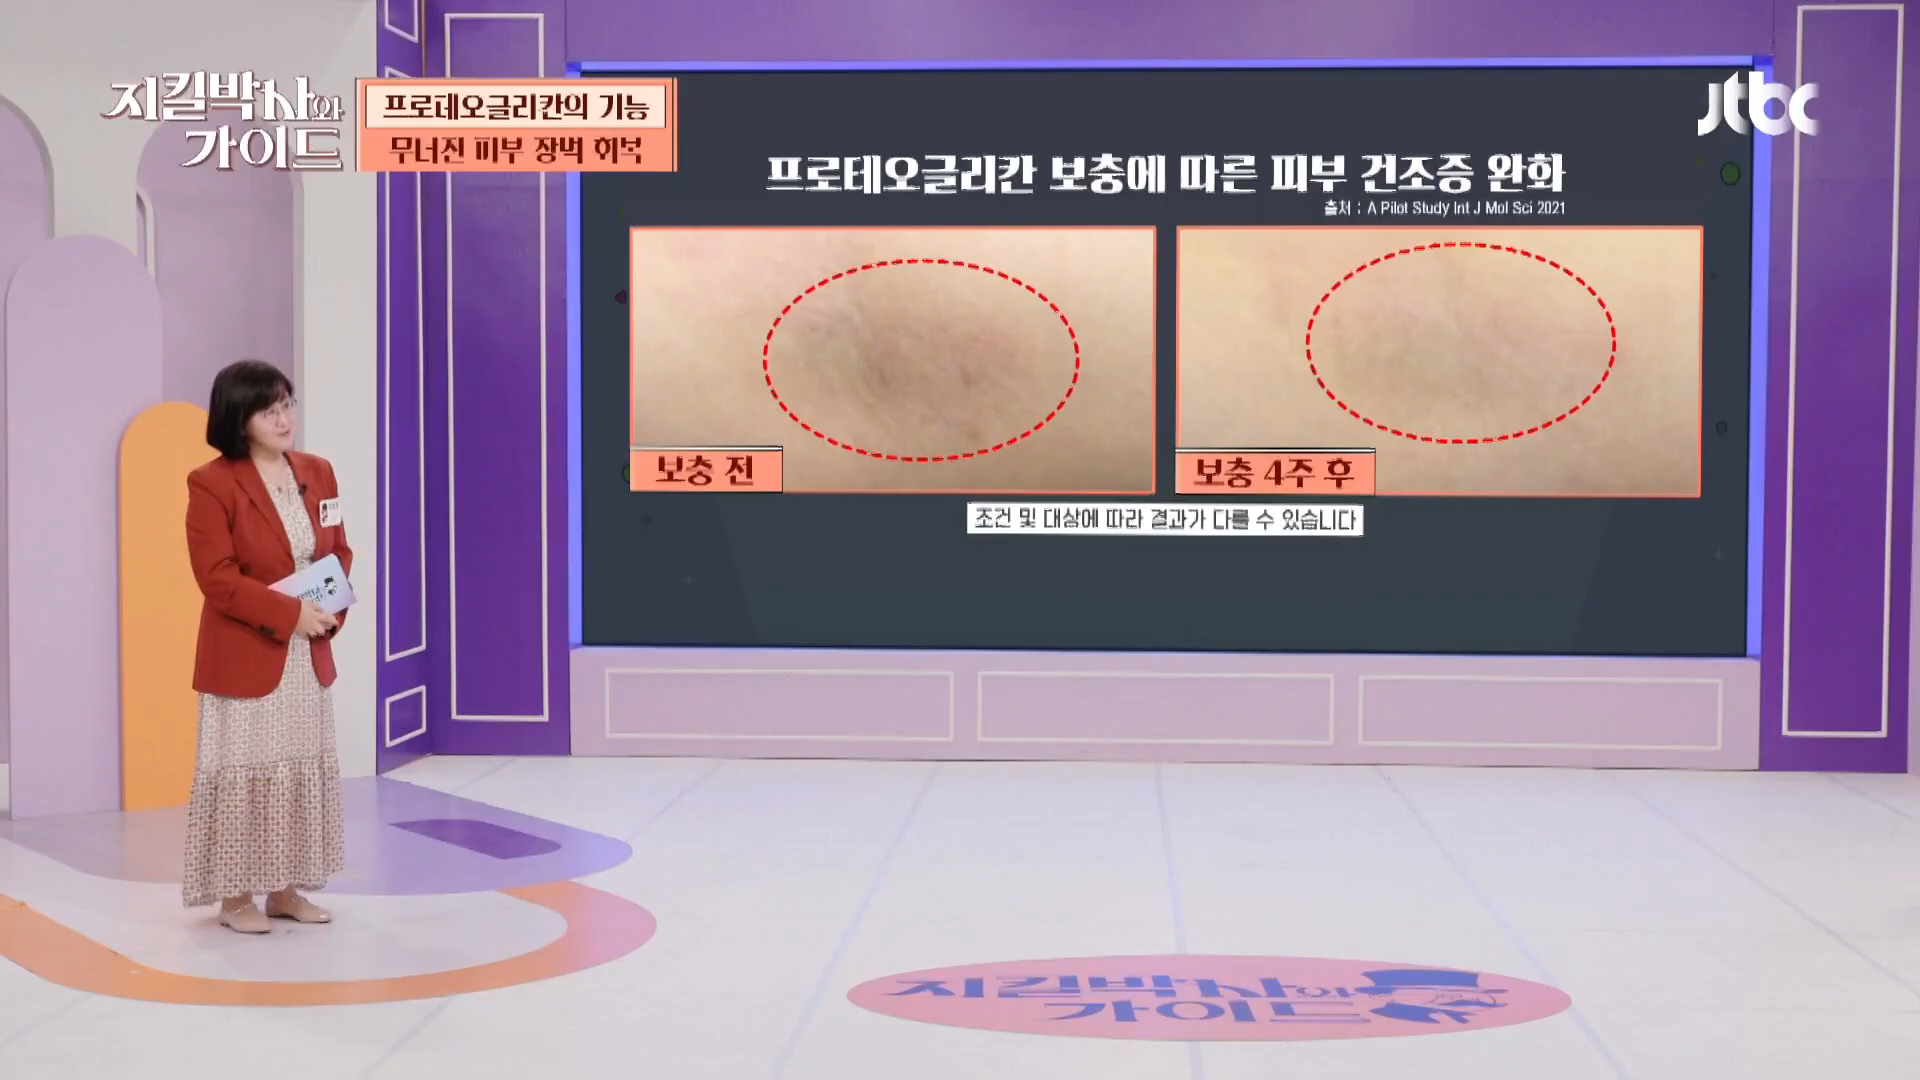 지킬박사와
가이드
프로테오글리칸의 기능
무너진 피부 장벽 회복
jtbc
프로테오글리칸 보충에 따른 피부 건조증 완화
출처 : A Pilot Study Int J Mol Sci 2021
보충 전
보충 4주 후
조건 및 대상에 따라 결과가 다를 수 있습니다
지킬박사와
가이드